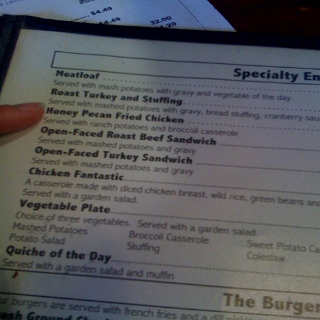 $4.49
$4.49
32.00
Specialty En
Meatloaf
Served with mash potatoes with gravy and vegetable of the day
Roast Turkey and Stuffing
Served with mashed potatoes with gravy, bread stuffing, cranberry sau
Honey Pecan Fried Chicken
Served with ranch potatoes and broccoli casserole
Open-Faced Roast Beef Sandwich
Served with mashed potatoes and gravy
Open-Faced Turkey Sandwich
Served with mashed potatoes and gravy
Chicken Fantastic
A casserole made with diced chicken breast, wild rice, green beans an
Served with a garden salad.
Vegetable Plate
Choice of three vegetables. Served with a garden salad.
Mashed Potatoes Broccoli Casserole Sweet Potato Ca
Potato Salad Stuffing Coleslaw
Quiche of the Day
Served with a garden salad and muffin
The Burger
ur burgers are served with french fries and a dill
esh Ground